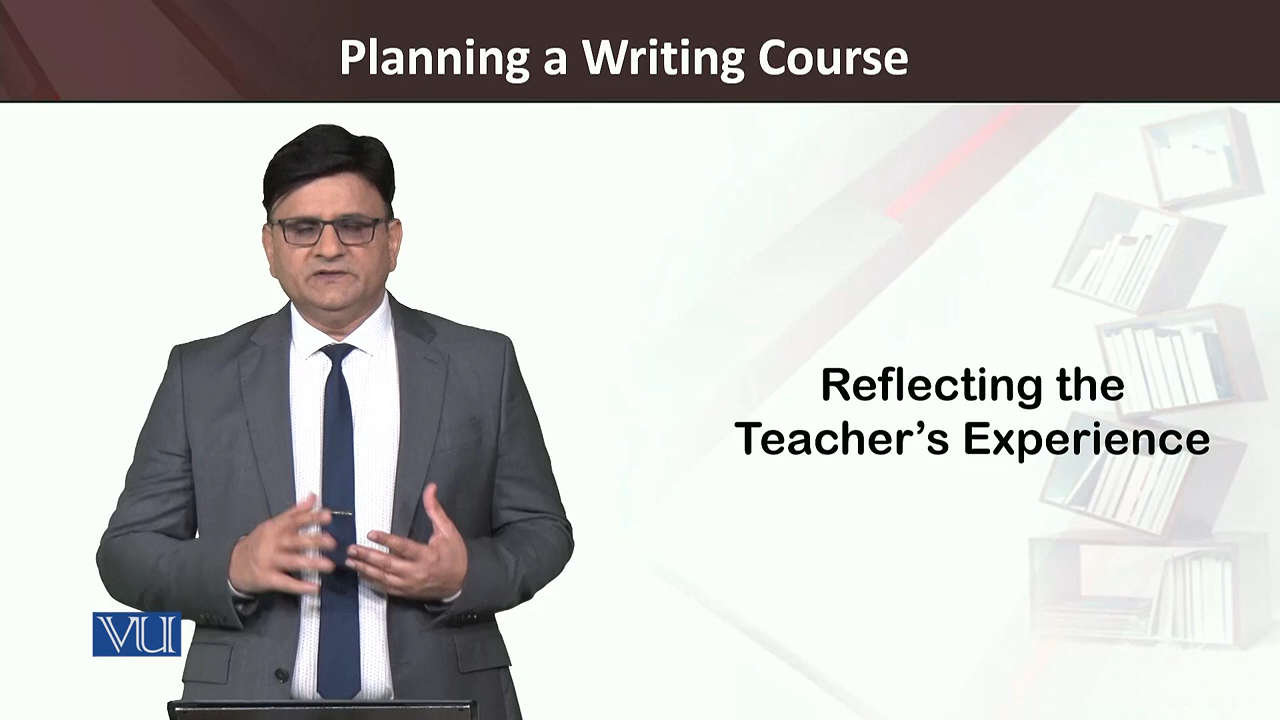 Planning a Writing Course
Reflecting the
Teacher's Experience
VU